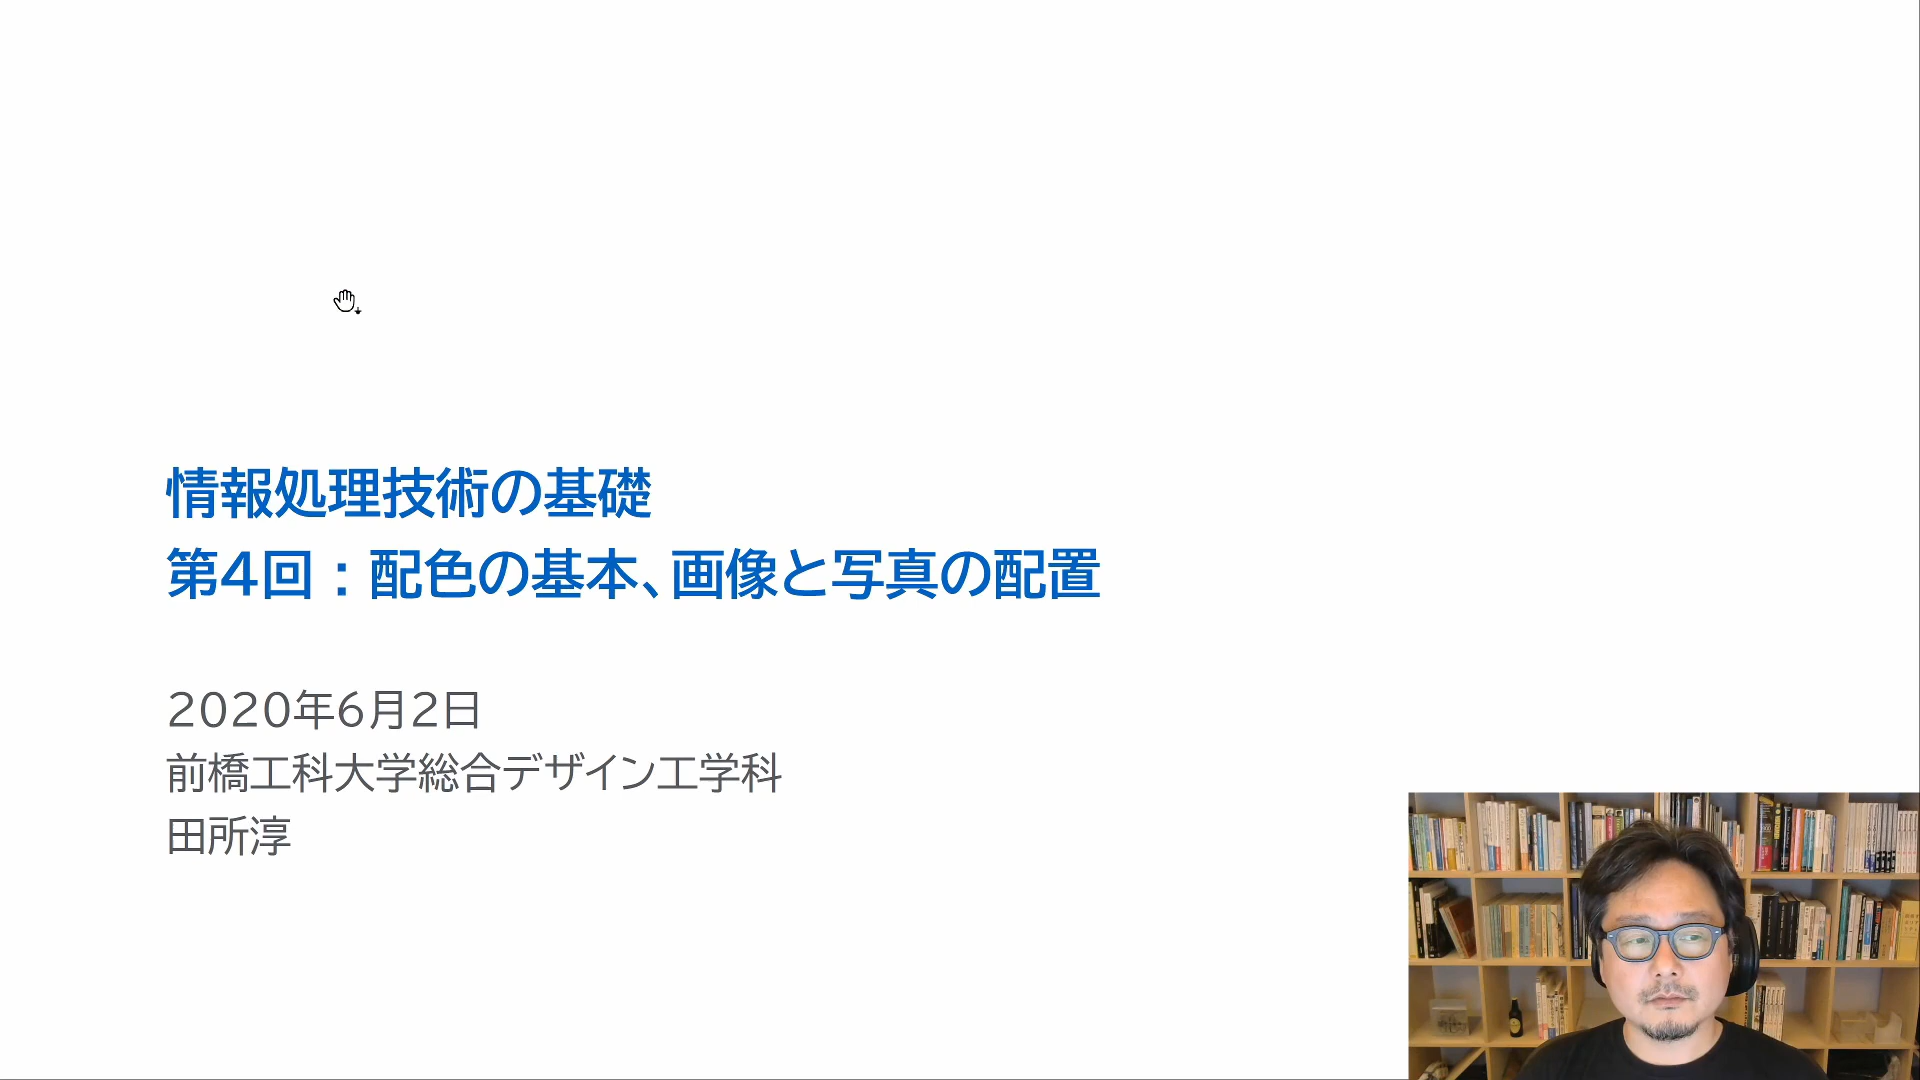 情報処理技術の基礎
第4回：配色の基本、画像と写真の配置
2020年6月2日
前橋工科大学総合デザイン工学科
田所淳